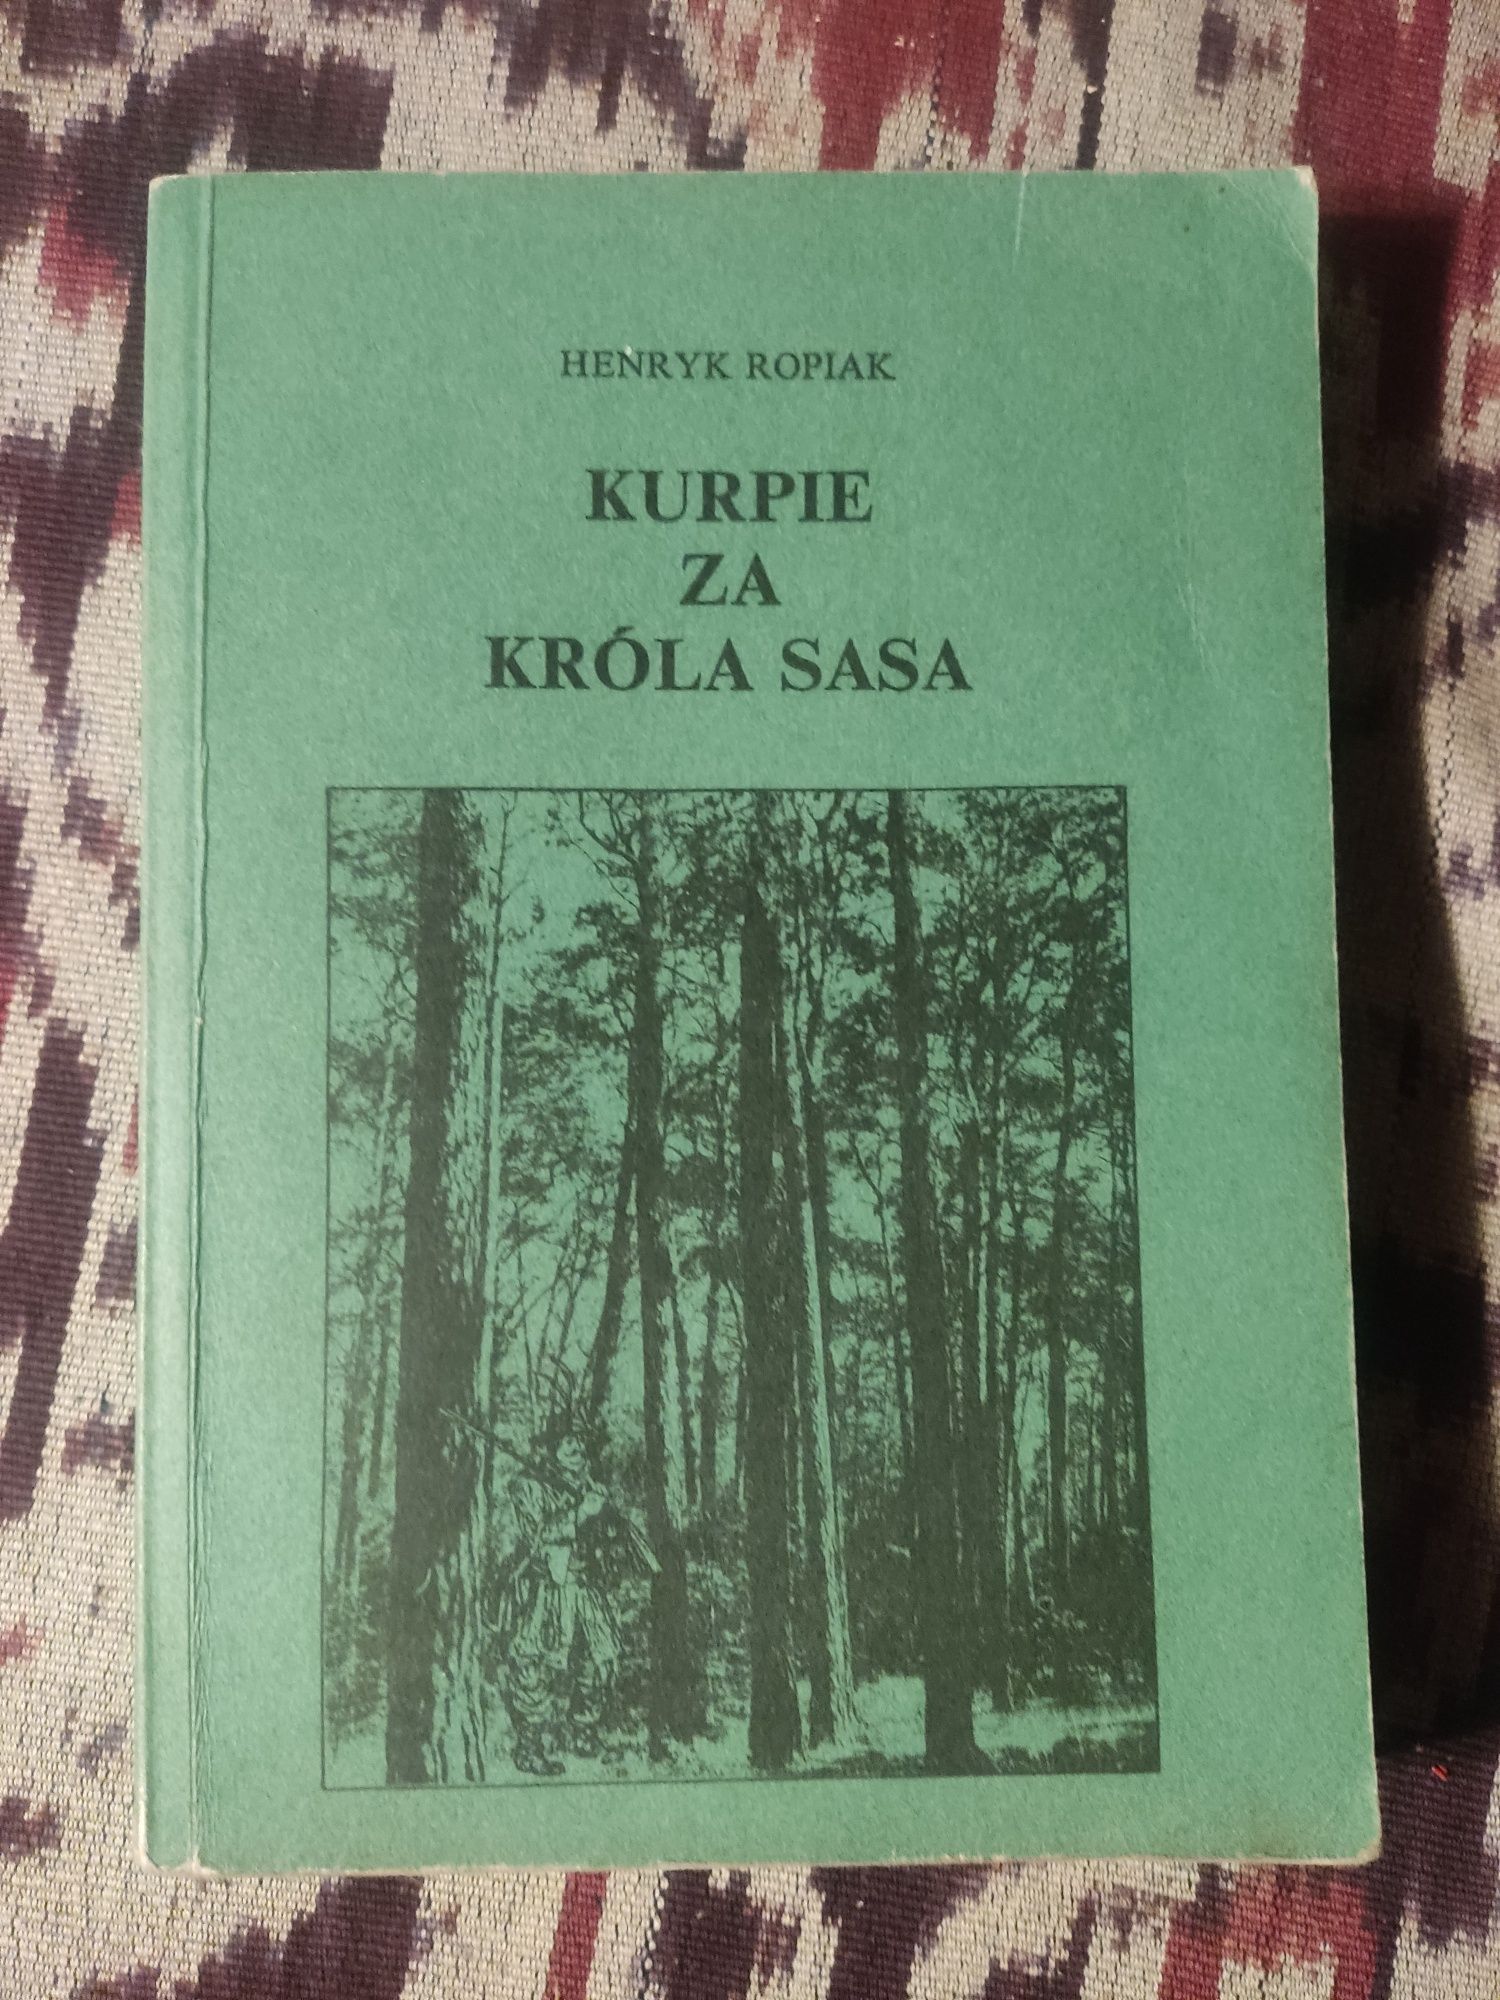 HENRYK ROPIAK
KURPIE
ZA
KRÓLA SASA